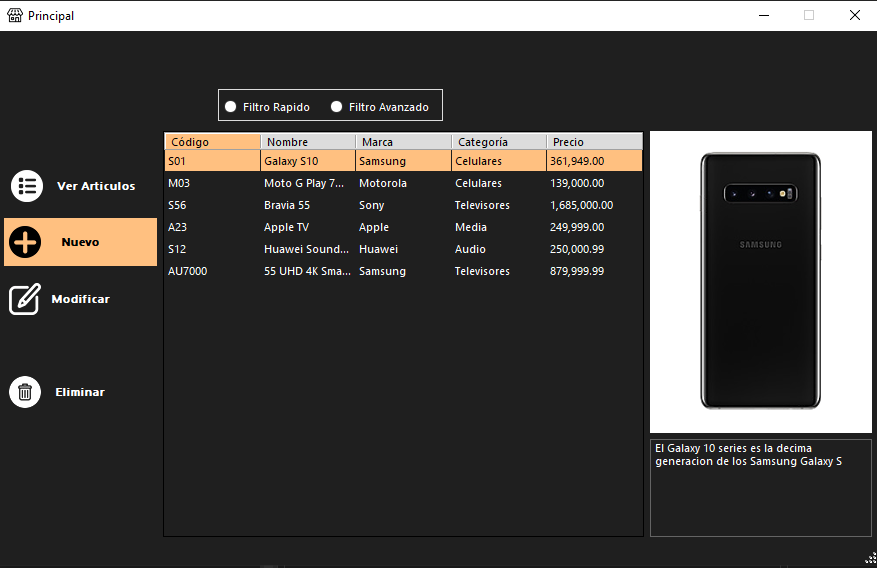 Principal
Filtro Rapido Filtro Avanzado
Código Nombre Marca Categoría Precio
S01 Galaxy S10 Samsung Celulares 361,949.00
M03 Moto G Play 7... Motorola Celulares 139,000.00
S56 Bravia 55 Sony Televisores 1,685,000.00
A23 Apple TV Apple Media 249,999.00
S12 Huawei Sound... Huawei Audio 250,000.99
AU7000 55 UHD 4K Sma... Samsung Televisores 879,999.99
Ver Articulos
Nuevo
Modificar
Eliminar
SAMSUNG
El Galaxy 10 series es la decima
generacion de los Samsung Galaxy S